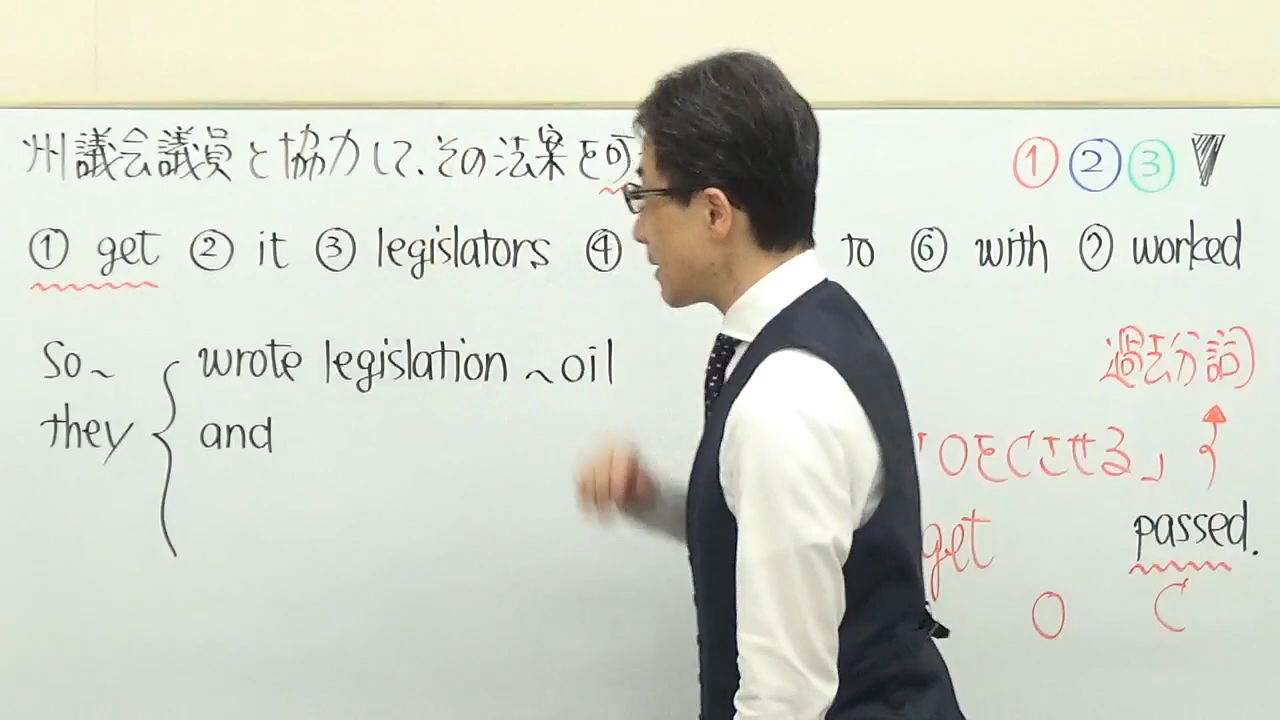 州議会議員と協力して、その法案を可
① ② ③
① get ② it ③ legislators ④ to ⑥ with ⑦ worked
So~ wrote legislation ~oil
they and
過去分詞
「OをCさせる」
get passed.
O C